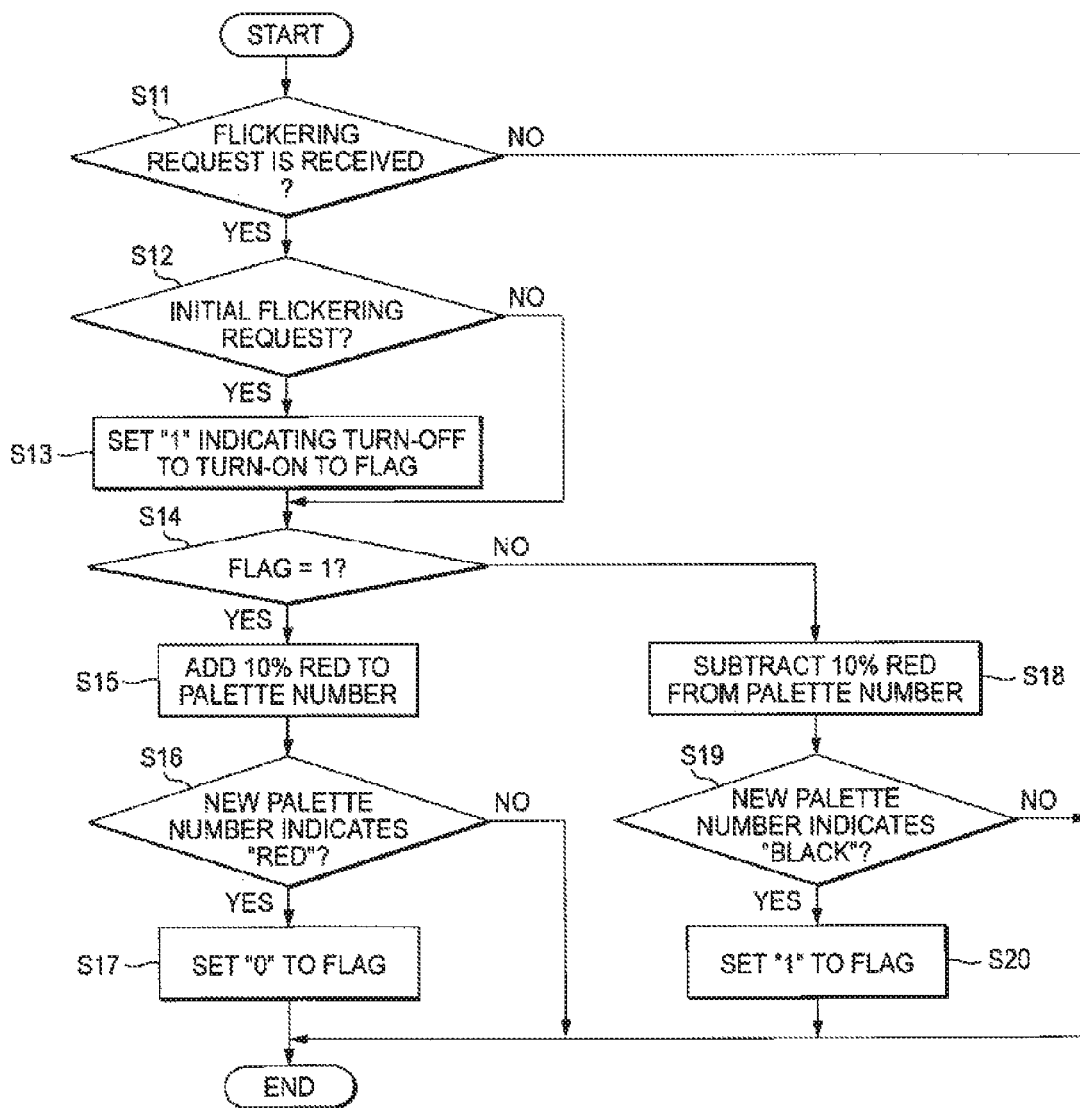 START
S11
FLICKERING
REQUEST IS RECEIVED
?
NO
YES
S12
INITIAL FLICKERING
REQUEST?
NO
YES
S13
SET "1" INDICATING TURN-OFF
TO TURN-ON TO FLAG
S14
FLAG = 1?
NO
YES
S15
ADD 10% RED TO
PALETTE NUMBER
SUBTRACT 10% RED
FROM PALETTE NUMBER
S18
S16
NEW PALETTE
NUMBER INDICATES
"RED"?
NO
YES
S19
NEW PALETTE
NUMBER INDICATES
"BLACK"?
NO
YES
S17
SET "0" TO FLAG
SET "1" TO FLAG
S20
END